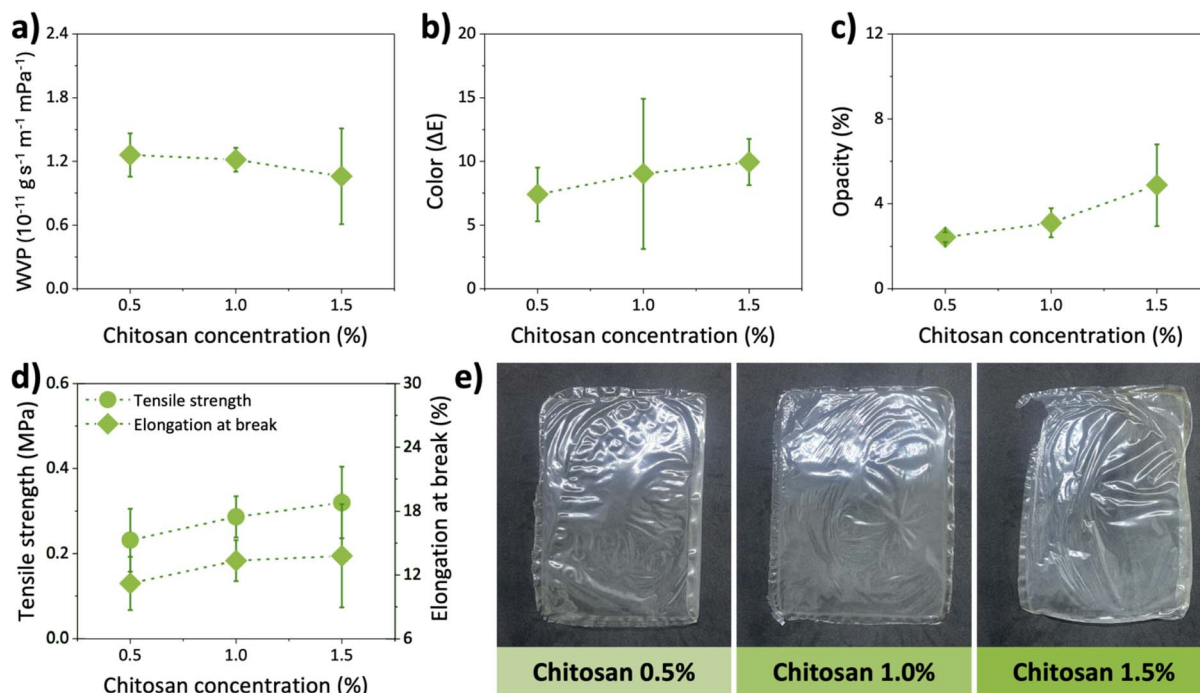 a)
2.4
1.8
1.2
0.6
0.0
WVP (10⁻¹¹ g s⁻¹ m⁻¹ mPa⁻¹)
0.5 1.0 1.5
Chitosan concentration (%)
b)
20
15
10
5
0
Color (ΔE)
0.5 1.0 1.5
Chitosan concentration (%)
c)
12
8
4
0
Opacity (%)
0.5 1.0 1.5
Chitosan concentration (%)
d)
0.6
0.4
0.2
0.0
Tensile strength (MPa)
Tensile strength
Elongation at break
30
24
18
12
6
Elongation at break (%)
0.5 1.0 1.5
Chitosan concentration (%)
e)
Chitosan 0.5%
Chitosan 1.0%
Chitosan 1.5%